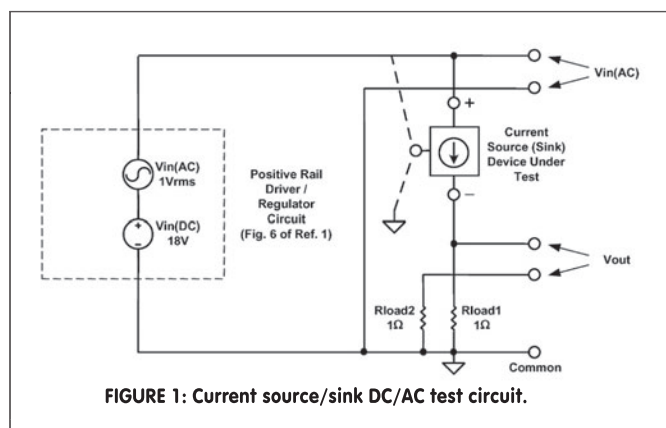 Vin(AC)
+
Vin(AC)
1Vrms
Positive Rail
Driver /
Regulator
Circuit
(Fig. 6 of Ref. 1)
Current
Source (Sink)
Device Under
Test
+
Vin(DC)
–
18V
–
Vout
Rload2
1Ω
Rload1
1Ω
Common
FIGURE 1: Current source/sink DC/AC test circuit.